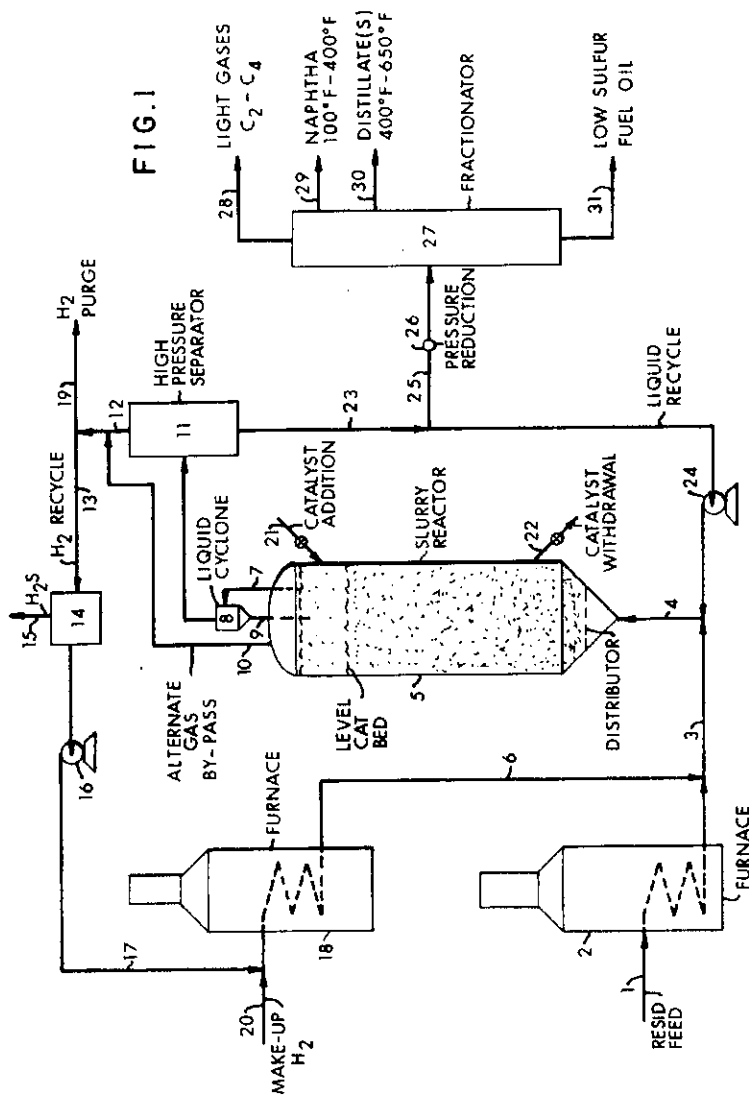 FIG.1
LIGHT GASES
C2 - C4
28
NAPHTHA
100°F-400°F
29
DISTILLATE(S)
400°F-650°F
30
27
FRACTIONATOR
LOW SULFUR
FUEL OIL
31
H2
PURGE
19
12
HIGH
PRESSURE
SEPARATOR
11
23
25
26
PRESSURE
REDUCTION
LIQUID
RECYCLE
24
H2 RECYCLE
13
15
H2S
14
16
17
ALTERNATE
GAS
BY-PASS
10
9
8
LIQUID
CYCLONE
7
21
CATALYST
ADDITION
SLURRY
REACTOR
22
CATALYST
WITHDRAWAL
5
LEVEL
CAT
BED
DISTRIBUTOR
4
3
6
FURNACE
18
20
MAKE-UP
H2
2
1
RESID
FEED
FURNACE